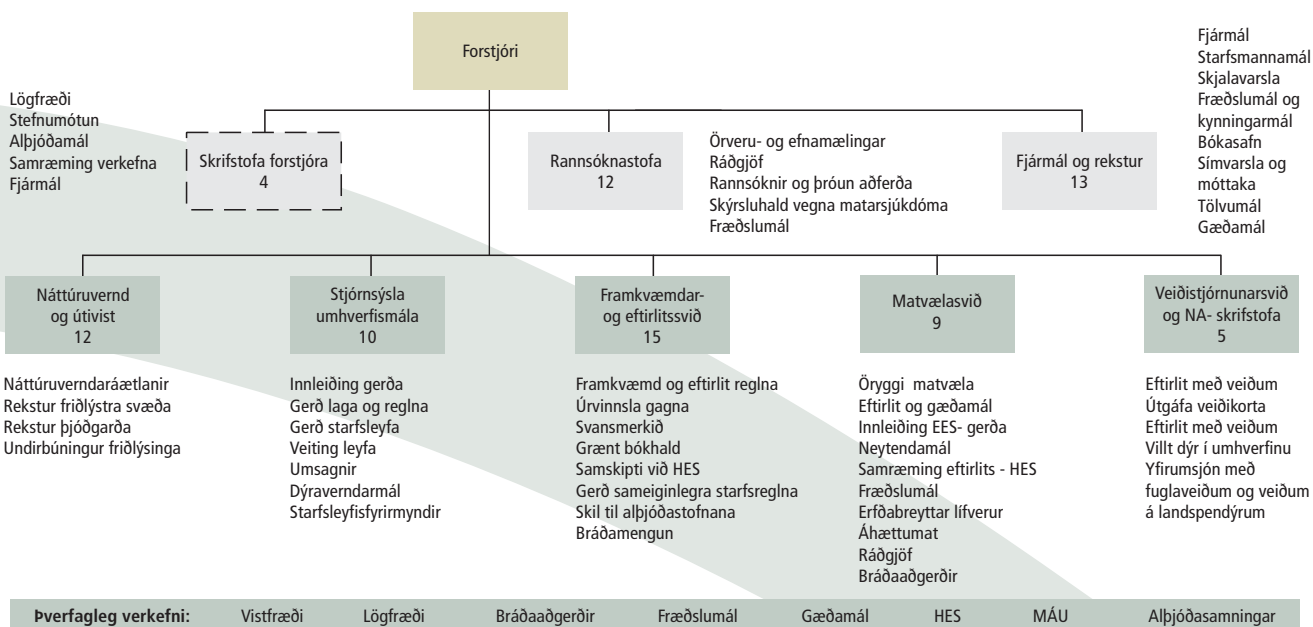 Forstjóri
Lögfræði
Stefnumótun
Alþjóðamál
Samræming verkefna
Fjármál
Skrifstofa forstjóra
4
Rannsóknastofa
12
Örveru- og efnamælingar
Ráðgjöf
Rannsóknir og þróun aðferða
Skýrsluhald vegna matarsjúkdóma
Fræðslumál
Fjármál og rekstur
13
Fjármál
Starfsmannamál
Skjalavarsla
Fræðslumál og
kynningarmál
Bókasafn
Símvarsla og
móttaka
Tölvumál
Gæðamál
Náttúruvernd
og útivist
12
Náttúruverndaráætlanir
Rekstur friðlýstra svæða
Rekstur þjóðgarða
Undirbúningur friðlýsinga
Stjórnsýsla
umhverfismála
10
Innleiðing gerða
Gerð laga og reglna
Gerð starfsleyfa
Veiting leyfa
Umsagnir
Dýraverndarmál
Starfsleyfisfyrirmyndir
Framkvæmdar-
og eftirlitssvið
15
Framkvæmd og eftirlit reglna
Úrvinnsla gagna
Svansmerkið
Grænt bókhald
Samskipti við HES
Gerð sameiginlegra starfsreglna
Skil til alþjóðastofnana
Bráðamengun
Matvælasvið
9
Öryggi matvæla
Eftirlit og gæðamál
Innleiðing EES- gerða
Neytendamál
Samræming eftirlits - HES
Fræðslumál
Erfðabreyttar lífverur
Áhættumat
Ráðgjöf
Bráðaaðgerðir
Veiðistjórnunarsvið
og NA- skrifstofa
5
Eftirlit með veiðum
Útgáfa veiðikorta
Eftirlit með veiðum
Villt dýr í umhverfinu
Yfirumsjón með
fuglaveiðum og veiðum
á landspendýrum
Þverfagleg verkefni: Vistfræði Lögfræði Bráðaaðgerðir Fræðslumál Gæðamál HES MÁU Alþjóðasamningar